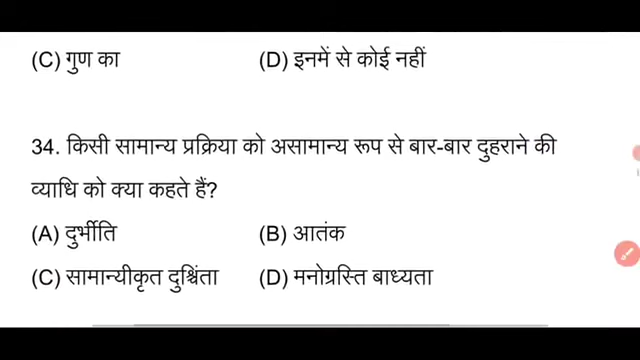 (C) गुण का (D) इनमें से कोई नहीं
34. किसी सामान्य प्रक्रिया को असामान्य रूप से बार-बार दुहराने की
व्याधि को क्या कहते हैं?
(A) दुर्भीति (B) आतंक
(C) सामान्यीकृत दुश्चिंता (D) मनोग्रस्ति बाध्यता